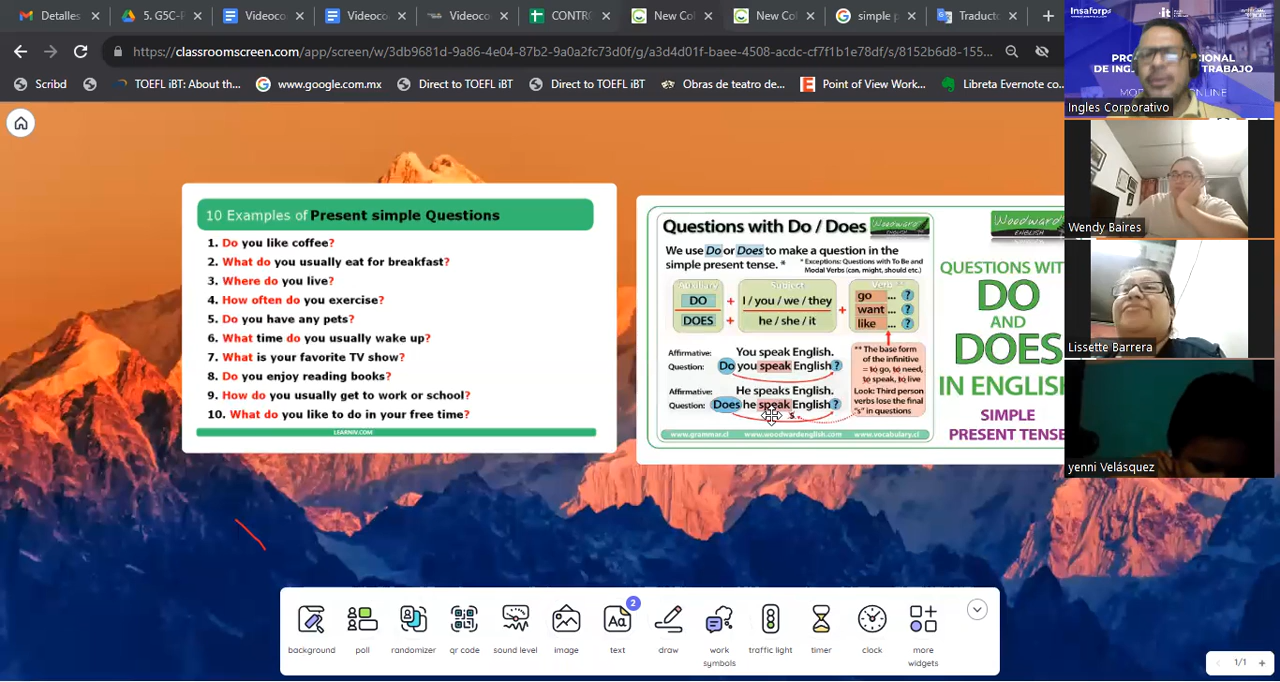 Detalles
5. G5C-F
Videoco
Videoco
Videoco
CONTRO
New Col
New Col
simple p
Traducto
https://classroomscreen.com/app/screen/w/3db9681d-9a86-4e04-87b2-9a0a2fc73d0f/g/a3d4d01f-baee-4508-acdc-cf7f1b1e78df/s/8152b6d8-155...
Scribd
TOEFL iBT: About th...
www.google.com.mx
Direct to TOEFL iBT
Direct to TOEFL iBT
Obras de teatro de...
Point of View Work...
Libreta Evernote co...
Insaforp
it
Ingles Corporativo
Wendy Baires
Lissette Barrera
yenni Velásquez
10 Examples of Present simple Questions
1. Do you like coffee?
2. What do you usually eat for breakfast?
3. Where do you live?
4. How often do you exercise?
5. Do you have any pets?
6. What time do you usually wake up?
7. What is your favorite TV show?
8. Do you enjoy reading books?
9. How do you usually get to work or school?
10. What do you like to do in your free time?
LEARNIV.COM
Questions with Do / Does
Woodward
ENGLISH
We use Do or Does to make a question in the
simple present tense. *
* Exceptions: Questions with To Be and
Modal Verbs (can, might, should etc.)
Auxiliary
Subject
Verb
DO + I / you / we / they
DOES + he / she / it
+
go ... ?
want ... ?
like ... ?
Affirmative: You speak English.
Question: Do you speak English?
Affirmative: He speaks English.
Question: Does he speak English?
s
** The base form
of the infinitive
= to go, to need,
to speak, to live
Look: Third person
verbs lose the final
"s" in questions
www.grammar.cl
www.woodwardenglish.com
www.vocabulary.cl
Woodward
ENGLISH
QUESTIONS WIT
DO
AND
DOES
IN ENGLISH
SIMPLE
PRESENT TENSE
background
poll
randomizer
qr code
sound level
image
2
text
draw
work
symbols
traffic light
timer
clock
more
widgets
1/1